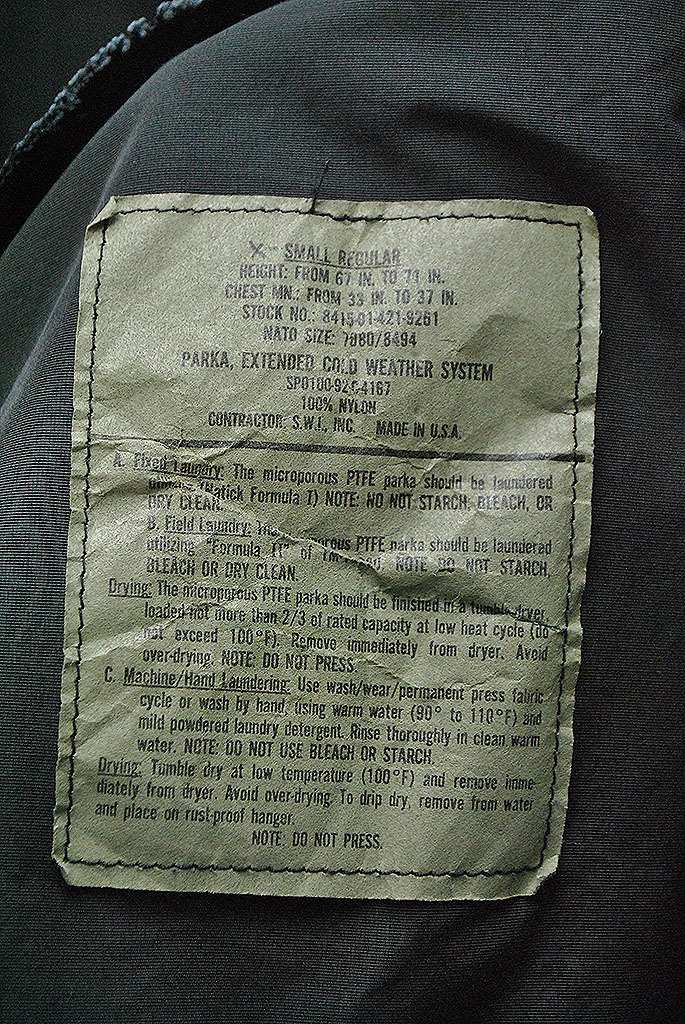 X- SMALL REGULAR
HEIGHT: FROM 67 IN. TO 71 IN.
CHEST MN.: FROM 33 IN. TO 37 IN.
STOCK NO.: 8415-01-421-9261
NATO SIZE: 7080/8494
PARKA, EXTENDED COLD WEATHER SYSTEM
SPO100-92-C-4167
100% NYLON
CONTRACTOR: S.W.I., INC. MADE IN U.S.A.
A. Fixed Laundry: The microporous PTFE parka should be laundered
(Natick Formula T) NOTE: NO NOT STARCH, BLEACH, OR
DRY CLEAN.
B. Field Laundry: PTFE parka should be laundered
utilizing "Formula of NOTE DO NOT STARCH,
BLEACH OR DRY CLEAN.
Drying: The microporous PTFE parka should be finished in a tumble-dryer,
loaded not more than 2/3 of rated capacity at low heat cycle (do
not exceed 100°F). Remove immediately from dryer. Avoid
over-drying. NOTE: DO NOT PRESS.
C. Machine/Hand Laundering: Use wash/wear/permanent press fabric
cycle or wash by hand, using warm water (90° to 110°F) and
mild powdered laundry detergent. Rinse thoroughly in clean warm
water. NOTE: DO NOT USE BLEACH OR STARCH.
Drying: Tumble dry at low temperature (100°F) and remove imme-
diately from dryer. Avoid over-drying. To drip dry, remove from water
and place on rust-proof hanger.
NOTE: DO NOT PRESS.